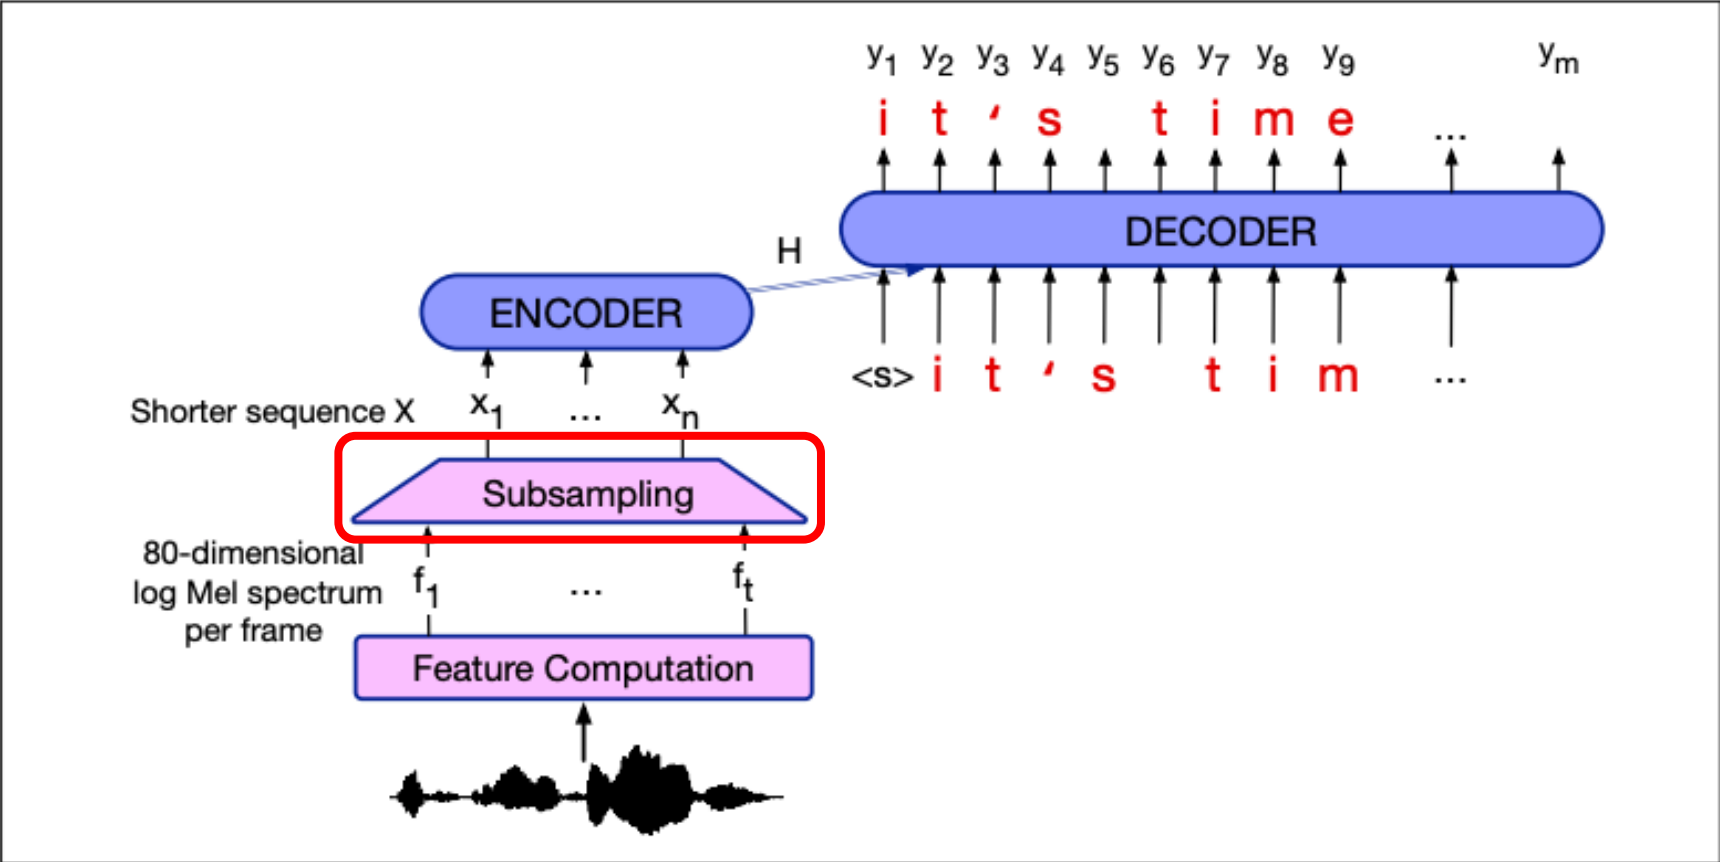 y1 y2 y3 y4 y5 y6 y7 y8 y9 ym
i t ‘ s t i m e ...
DECODER
H
ENCODER
<s> i t ‘ s t i m ...
Shorter sequence X x1 ... xn
Subsampling
80-dimensional
log Mel spectrum
per frame
f1 ... ft
Feature Computation